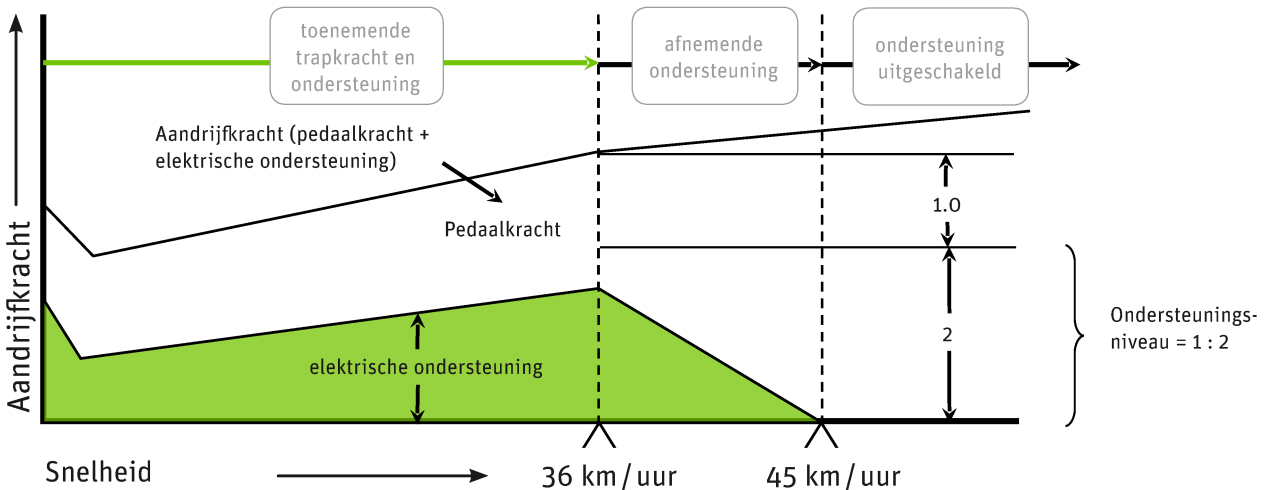 toenemende
trapkracht en
ondersteuning
afnemende
ondersteuning
ondersteuning
uitgeschakeld
Aandrijfkracht (pedaalkracht +
elektrische ondersteuning)
Pedaalkracht
1.0
Aandrijfkracht
2
Ondersteunings-
niveau = 1 : 2
elektrische ondersteuning
Snelheid
36 km / uur
45 km / uur